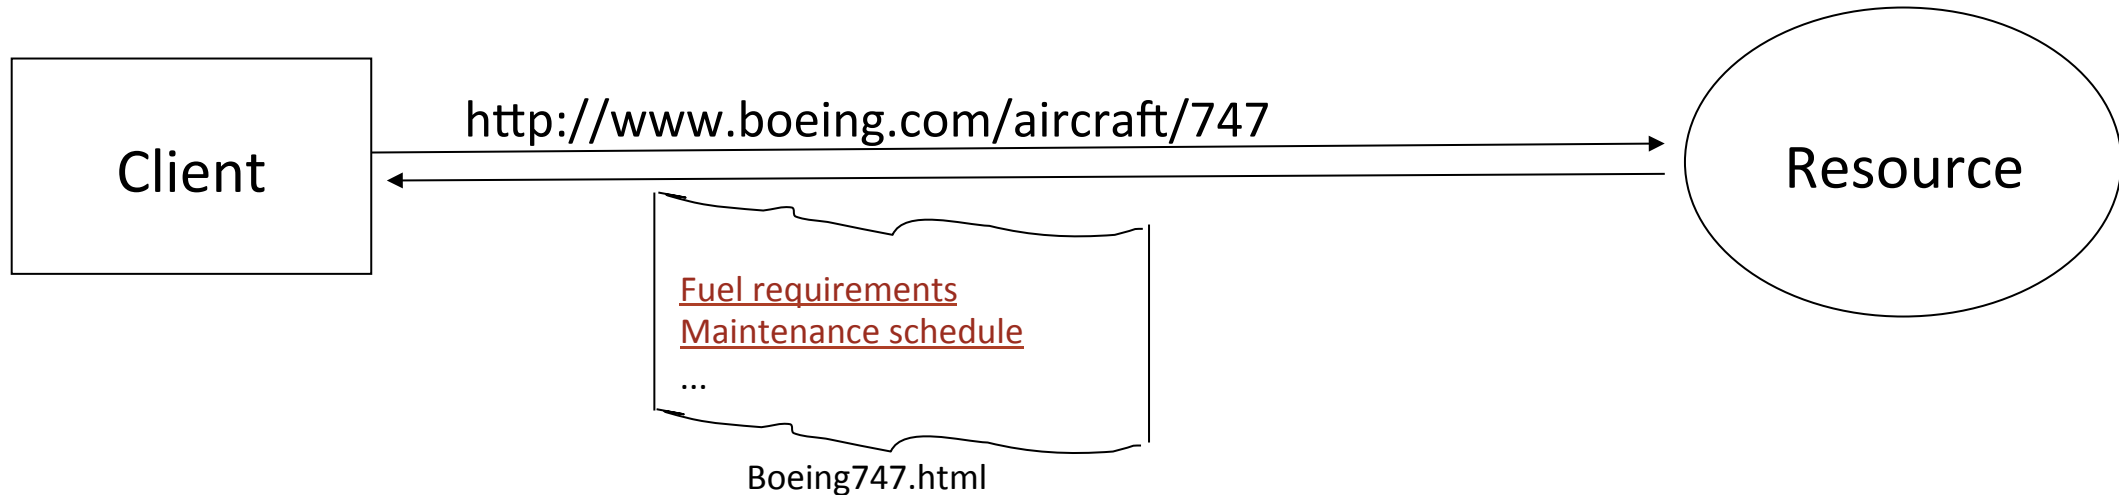 http://www.boeing.com/aircraft/747
Client
Resource
Fuel requirements
Maintenance schedule
...
Boeing747.html